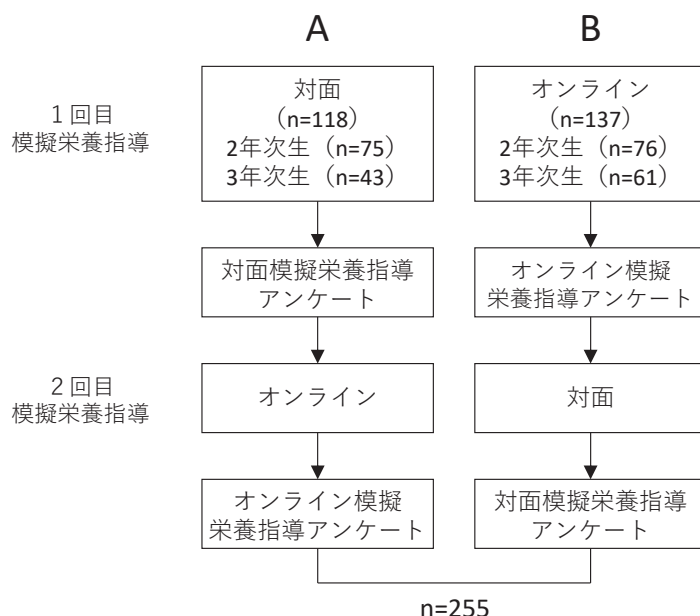 A
B
1回目
模擬栄養指導
対面
（n=118）
2年次生（n=75）
3年次生（n=43）
オンライン
（n=137）
2年次生（n=76）
3年次生（n=61）
対面模擬栄養指導
アンケート
オンライン模擬
栄養指導アンケート
2回目
模擬栄養指導
オンライン
対面
オンライン模擬
栄養指導アンケート
対面模擬栄養指導
アンケート
n=255